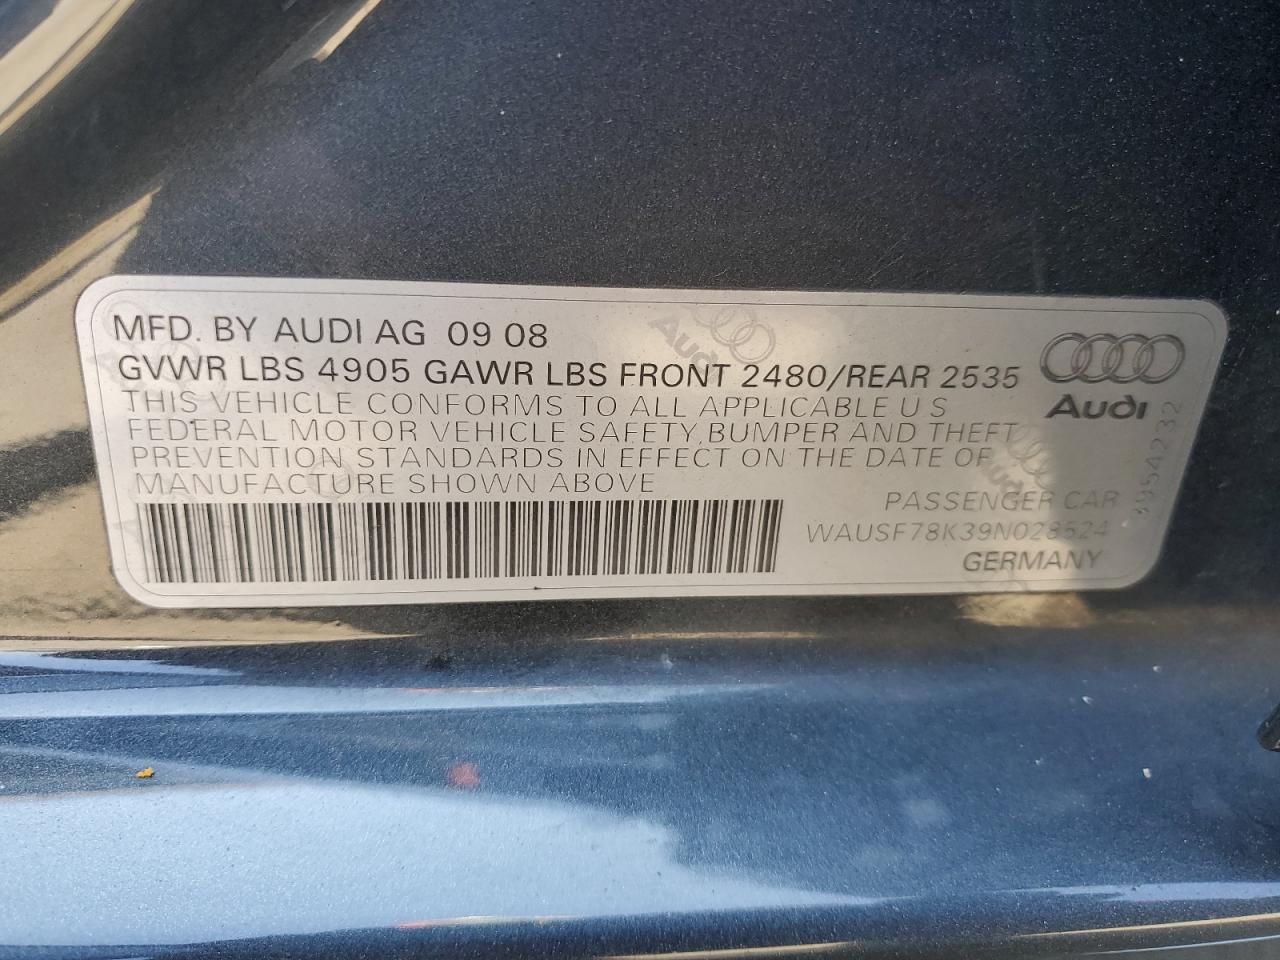 MFD. BY AUDI AG 09 08
GVWR LBS 4905 GAWR LBS FRONT 2480/REAR 2535
THIS VEHICLE CONFORMS TO ALL APPLICABLE U S
FEDERAL MOTOR VEHICLE SAFETY, BUMPER AND THEFT
PREVENTION STANDARDS IN EFFECT ON THE DATE OF
MANUFACTURE SHOWN ABOVE
Audi
PASSENGER CAR
WAUSF78K39N028524
GERMANY
Audi